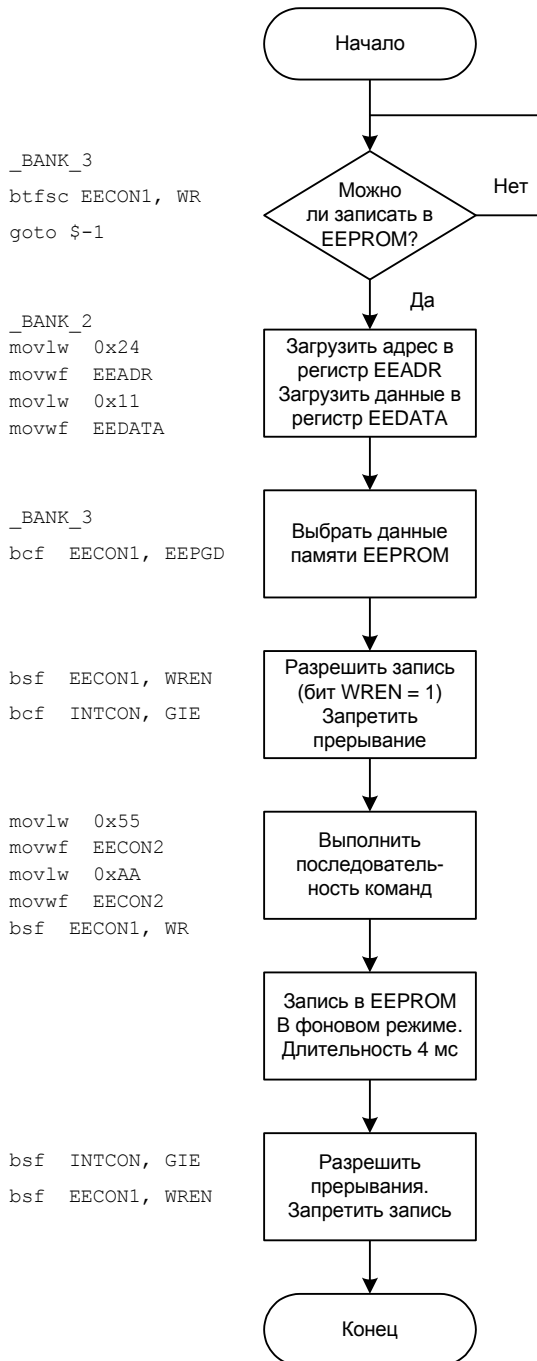 Начало
_BANK_3
btfsc EECON1, WR
goto $-1
Можно
ли записать в
EEPROM?
Нет
Да
_BANK_2
movlw 0x24
movwf EEADR
movlw 0x11
movwf EEDATA
Загрузить адрес в
регистр EEADR
Загрузить данные в
регистр EEDATA
_BANK_3
bcf EECON1, EEPGD
Выбрать данные
памяти EEPROM
bsf EECON1, WREN
bcf INTCON, GIE
Разрешить запись
(бит WREN = 1)
Запретить
прерывание
movlw 0x55
movwf EECON2
movlw 0xAA
movwf EECON2
bsf EECON1, WR
Выполнить
последователь-
ность команд
Запись в EEPROM
В фоновом режиме.
Длительность 4 мс
bsf INTCON, GIE
bsf EECON1, WREN
Разрешить
прерывания.
Запретить запись
Конец